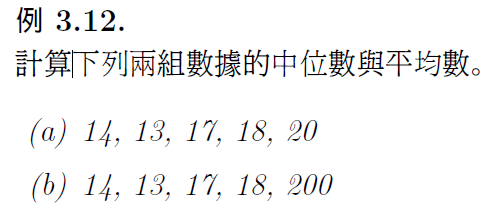 例 3.12.
計算下列兩組數據的中位數與平均數。
(a) 14, 13, 17, 18, 20
(b) 14, 13, 17, 18, 200